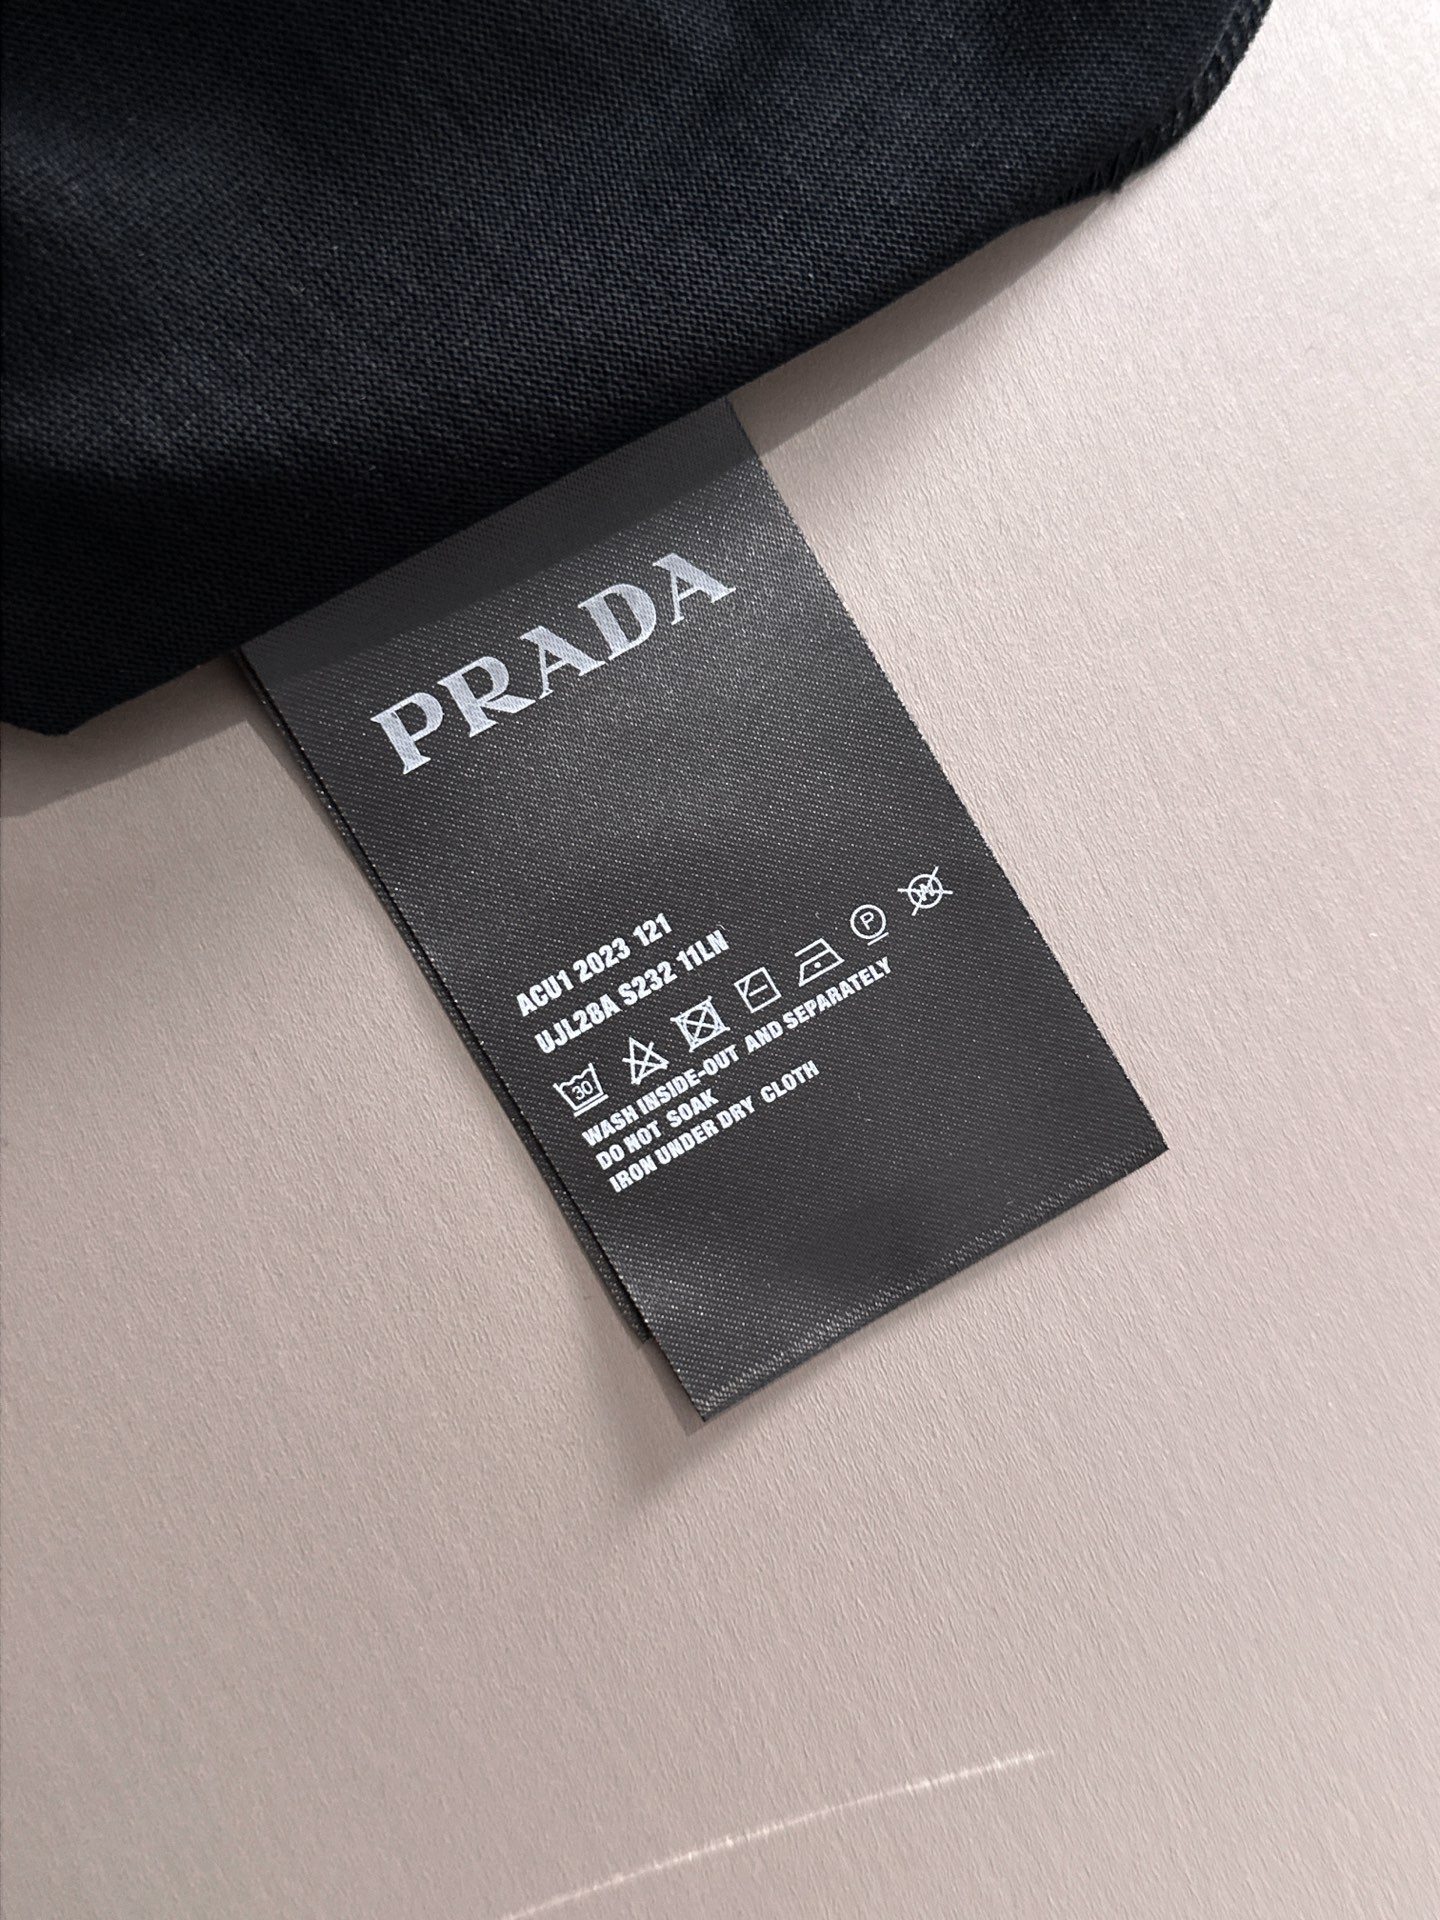 PRADA
ACU1 2023 121
UJL28A S232 11LN
30
P
W
WASH INSIDE-OUT AND SEPARATELY
DO NOT SOAK
IRON UNDER DRY CLOTH